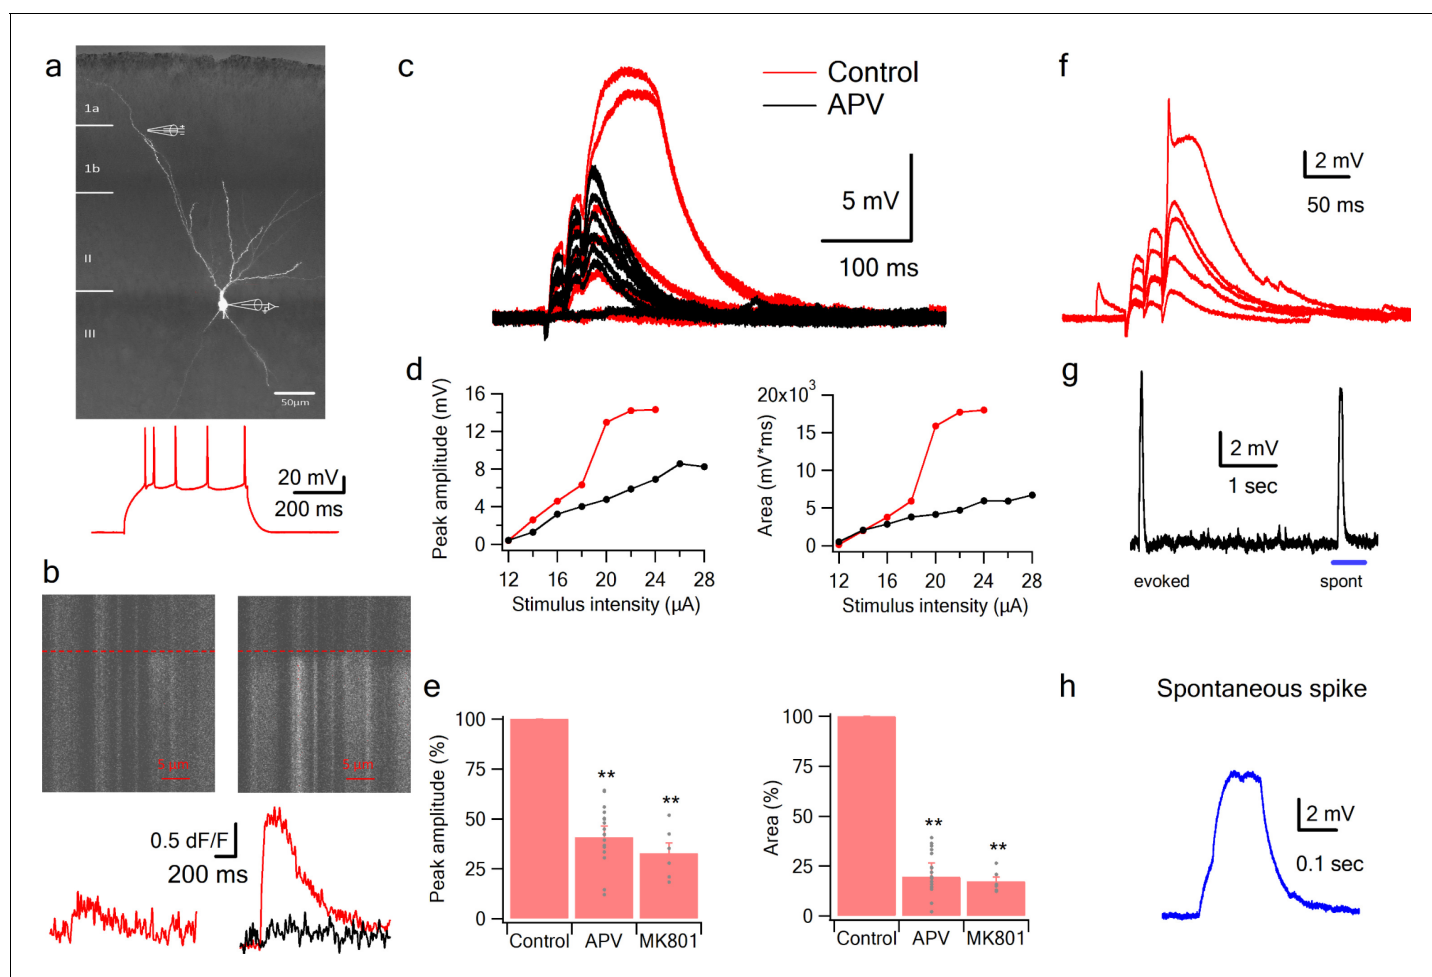 a
1a
1b
II
III
50µm
20 mV
200 ms
b
5 µm
5 µm
0.5 dF/F
200 ms
c
Control
APV
5 mV
100 ms
d
Peak amplitude (mV)
16
12
8
4
0
12 16 20 24 28
Stimulus intensity (µA)
Area (mV*ms)
20x10³
15
10
5
0
12 16 20 24 28
Stimulus intensity (µA)
e
Peak amplitude (%)
100
75
50
25
0
** **
Control APV MK801
Area (%)
100
75
50
25
0
** **
Control APV MK801
f
2 mV
50 ms
g
2 mV
1 sec
evoked spont
h
Spontaneous spike
2 mV
0.1 sec